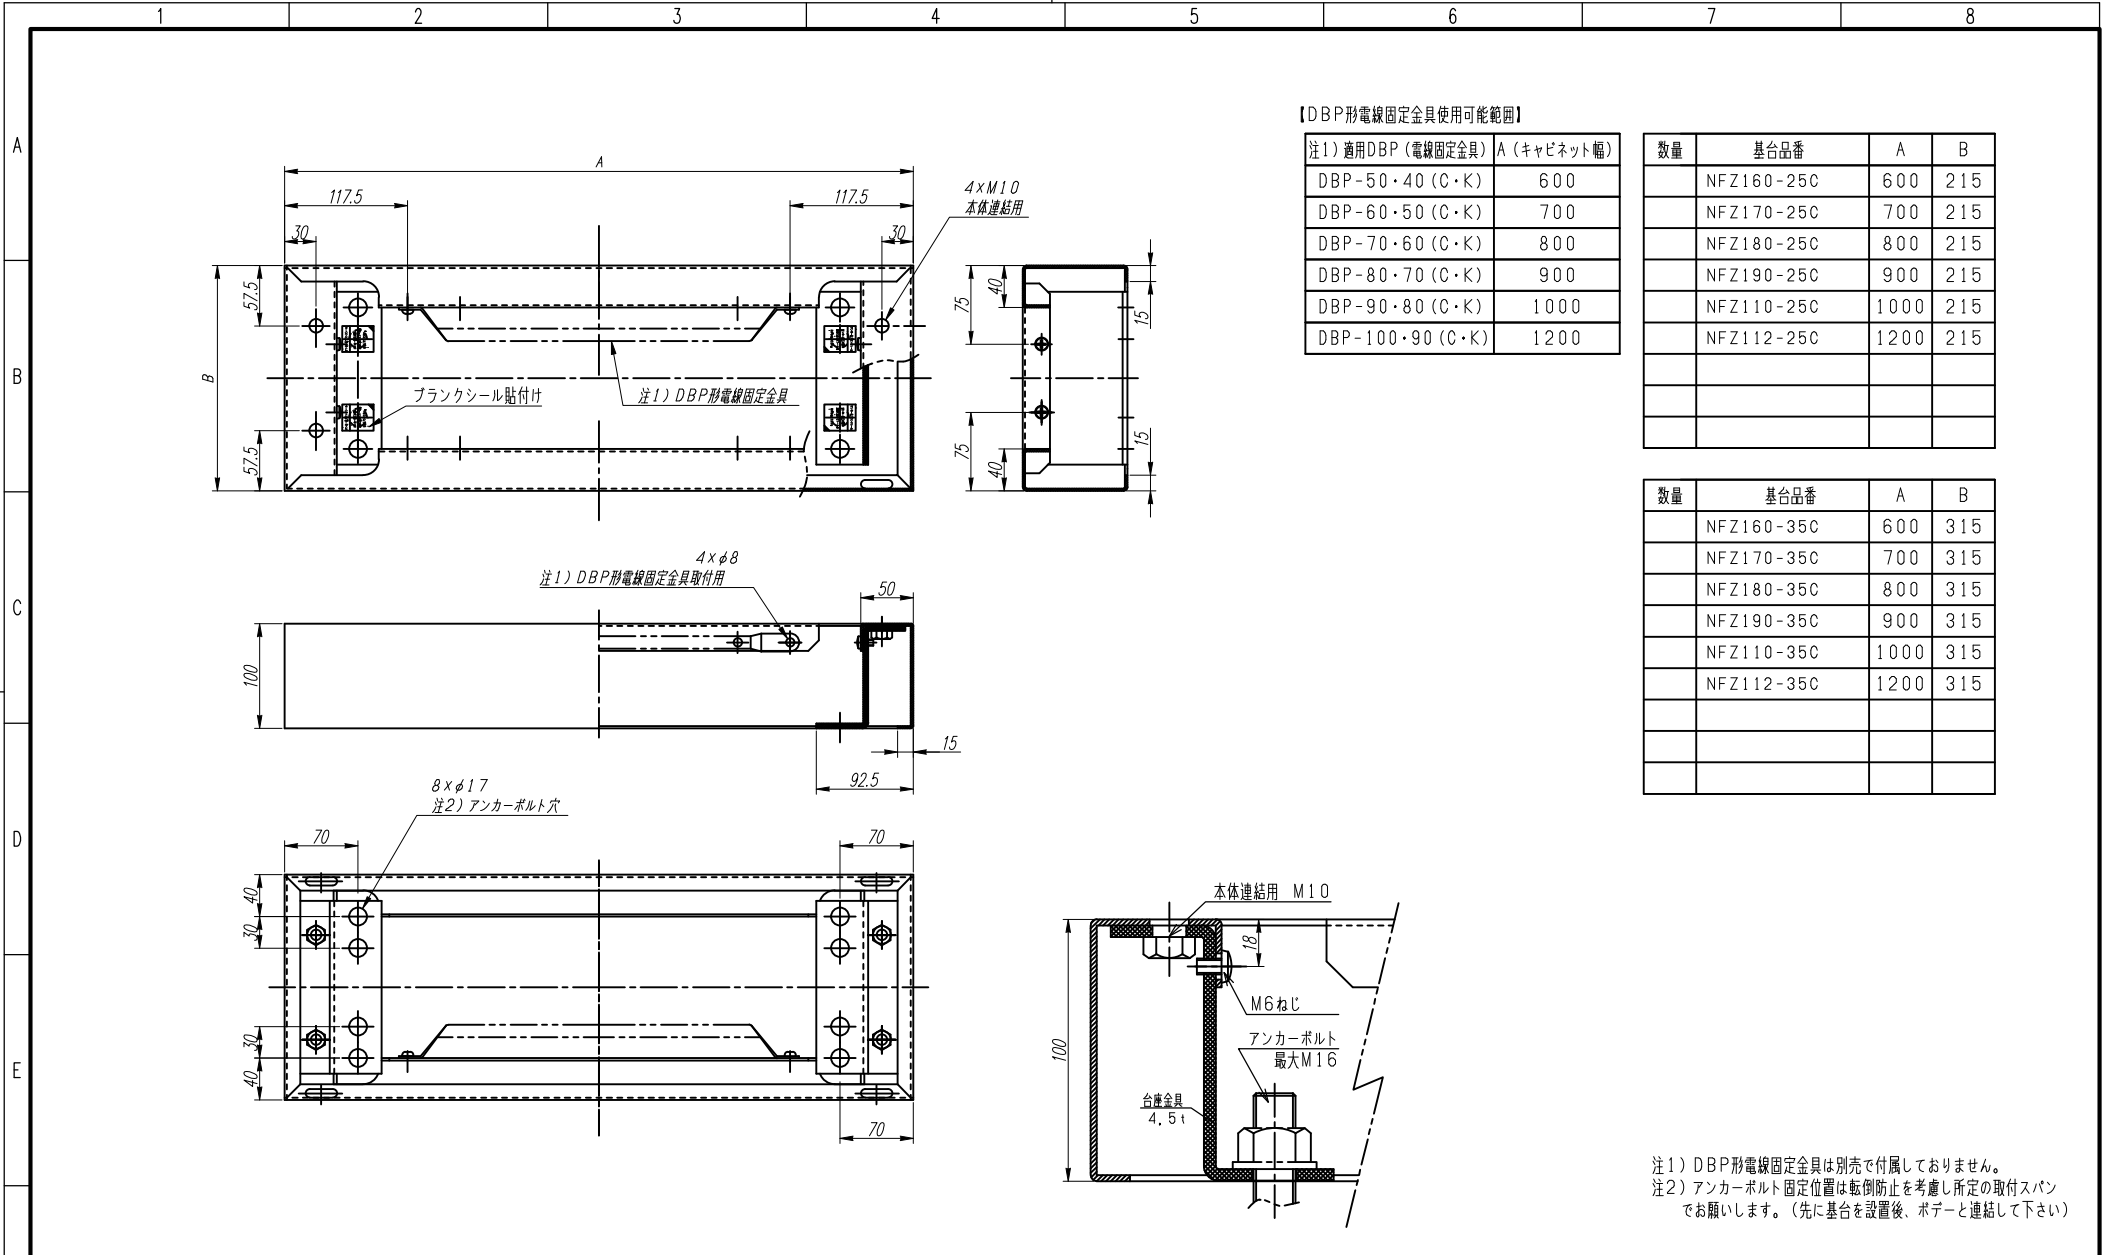 1 2 3 4 5 6 7 8
A
B
C
D
E
A
117.5
117.5
30
30
4×M10
本体連結用
57.5
57.5
B
ブランクシール貼付け
注1) DBP形電線固定金具
75
40
15
75
40
15
4×φ8
注1) DBP形電線固定金具取付用
50
100
15
92.5
8×φ17
注2) アンカーボルト穴
70
70
40
30
30
40
70
本体連結用 M10
18
M6ねじ
アンカーボルト
最大M16
100
台座金具
4.5t
【DBP形電線固定金具使用可能範囲】
注1) 適用DBP (電線固定金具) A (キャビネット幅)
DBP-50・40 (C・K) 600
DBP-60・50 (C・K) 700
DBP-70・60 (C・K) 800
DBP-80・70 (C・K) 900
DBP-90・80 (C・K) 1000
DBP-100・90 (C・K) 1200
数量 基台品番 A B
NFZ160-25C 600 215
NFZ170-25C 700 215
NFZ180-25C 800 215
NFZ190-25C 900 215
NFZ110-25C 1000 215
NFZ112-25C 1200 215
数量 基台品番 A B
NFZ160-35C 600 315
NFZ170-35C 700 315
NFZ180-35C 800 315
NFZ190-35C 900 315
NFZ110-35C 1000 315
NFZ112-35C 1200 315
注1) DBP形電線固定金具は別売で付属しておりません。
注2) アンカーボルト固定位置は転倒防止を考慮し所定の取付スパン
でお願いします。(先に基台を設置後、ボデーと連結して下さい)